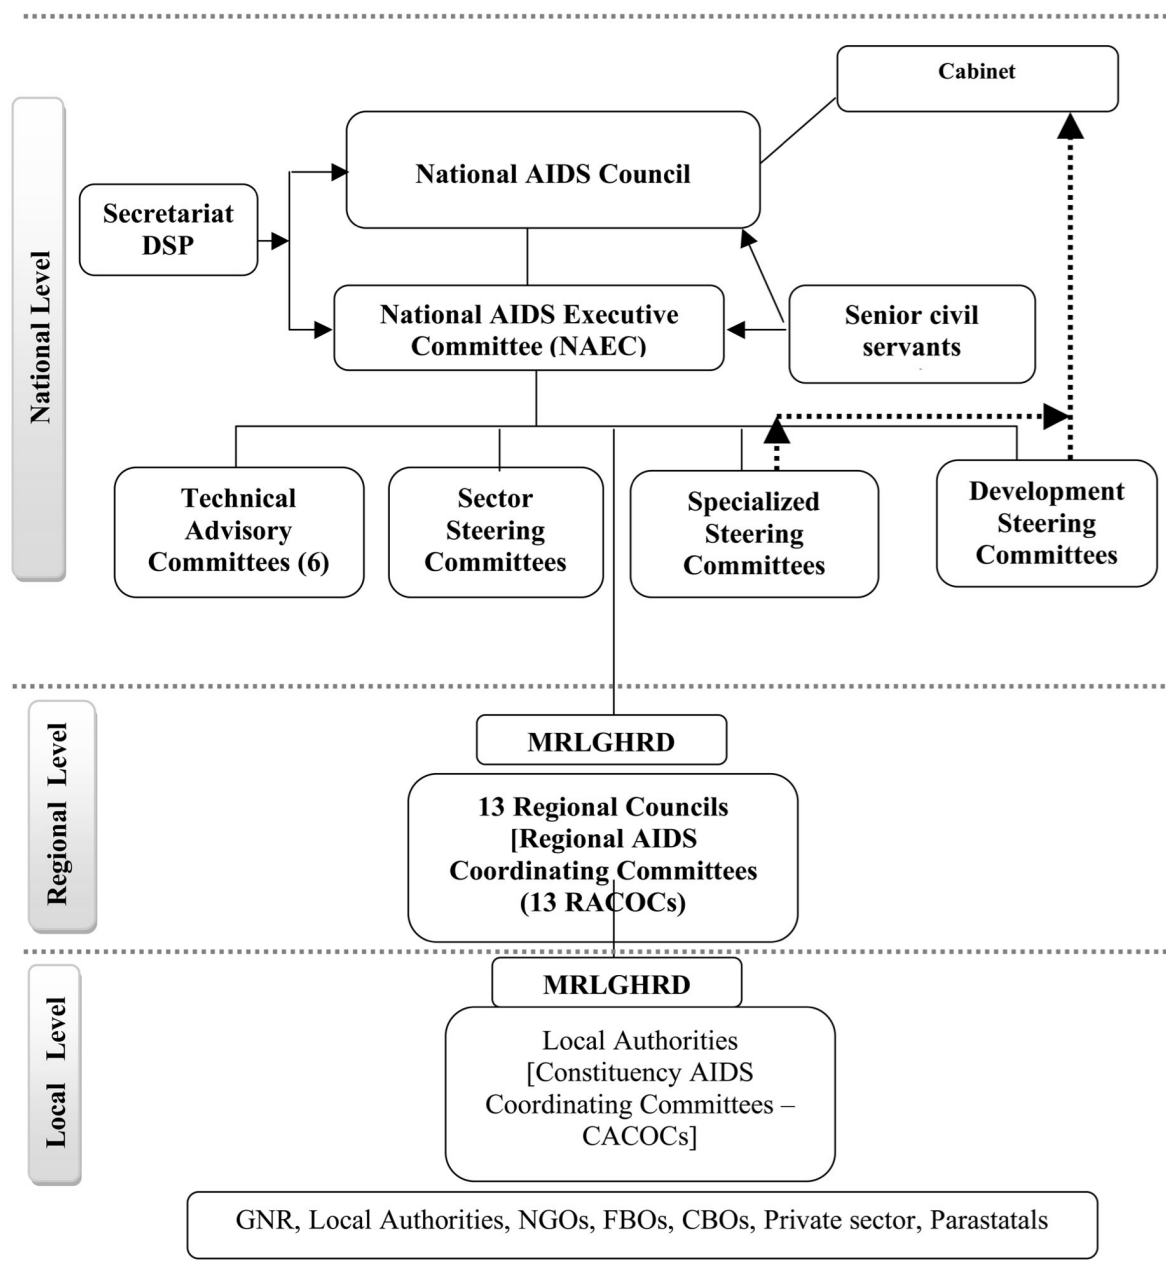 Cabinet
National Level
National AIDS Council
Secretariat
DSP
National AIDS Executive
Committee (NAEC)
Senior civil
servants
Technical
Advisory
Committees (6)
Sector
Steering
Committees
Specialized
Steering
Committees
Development
Steering
Committees
Regional Level
MRLGHRD
13 Regional Councils
[Regional AIDS
Coordinating Committees
(13 RACOCs)
Local Level
MRLGHRD
Local Authorities
[Constituency AIDS
Coordinating Committees –
CACOCs]
GNR, Local Authorities, NGOs, FBOs, CBOs, Private sector, Parastatals